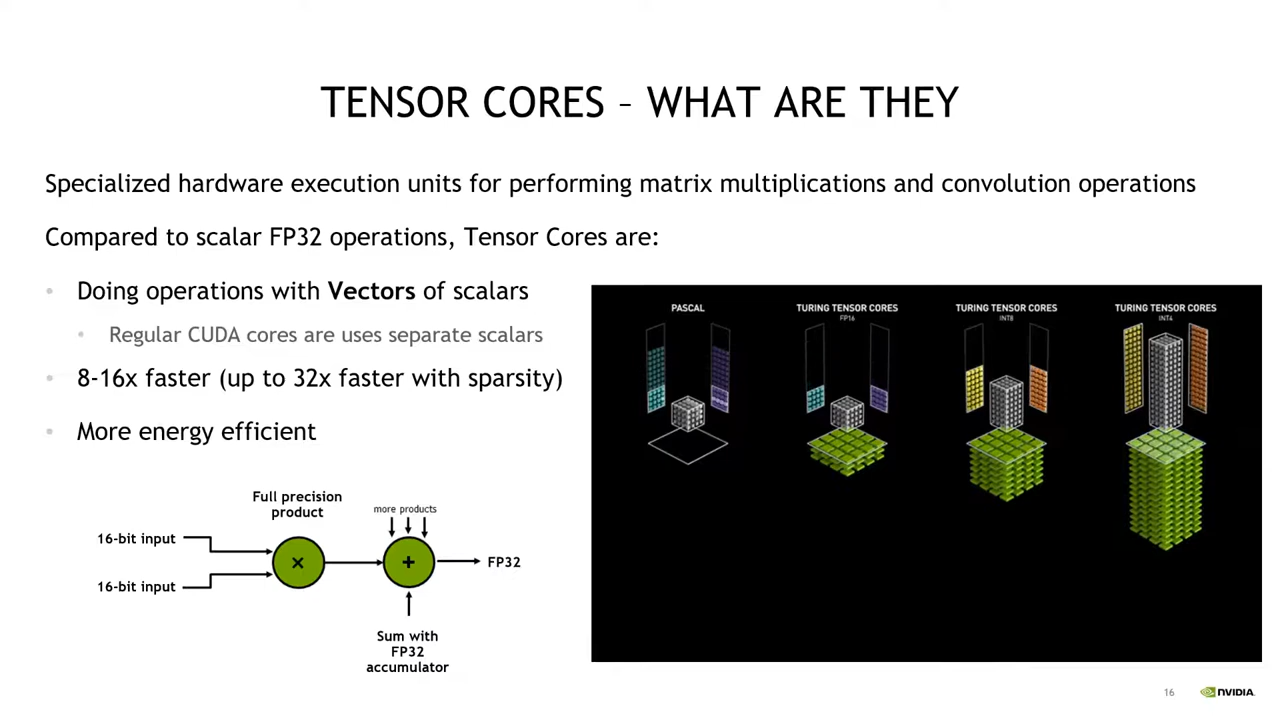 TENSOR CORES – WHAT ARE THEY
Specialized hardware execution units for performing matrix multiplications and convolution operations
Compared to scalar FP32 operations, Tensor Cores are:
• Doing operations with Vectors of scalars
• Regular CUDA cores are uses separate scalars
• 8-16x faster (up to 32x faster with sparsity)
• More energy efficient
Full precision
product
more products
16-bit input
×
+
FP32
16-bit input
Sum with
FP32
accumulator
PASCAL
TURING TENSOR CORES
FP16
TURING TENSOR CORES
INT8
TURING TENSOR CORES
INT4
16
NVIDIA.